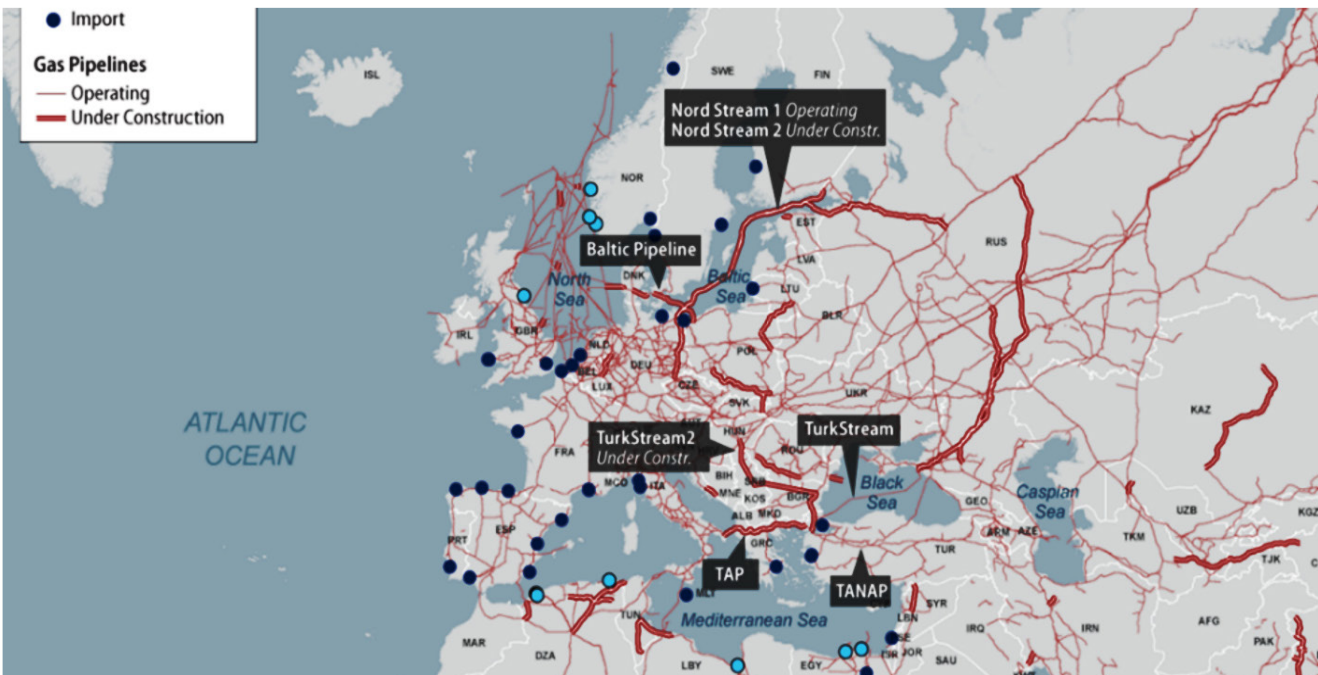 Import
Gas Pipelines
Operating
Under Construction
ISL
SWE
FIN
Nord Stream 1 Operating
Nord Stream 2 Under Constr.
NOR
EST
RUS
Baltic Pipeline
LVA
DNK
North
Sea
Baltic
Sea
LTU
BLR
IRL
GBR
NLD
POL
BEL
DEU
LUX
CZE
SVK
UKR
KAZ
ATLANTIC
OCEAN
HUN
TurkStream2
Under Constr.
TurkStream
FRA
ROU
BIH
MCO
ITA
MNE
KOS
BGR
Black
Sea
Caspian
Sea
GEO
UZB
KGZ
ALB
MKD
ESP
PRT
ARM
AZE
TKM
GRC
TUR
TJK
TAP
TANAP
MLT
SYR
LBN
TUN
Mediterranean Sea
MAR
DZA
LBY
EGY
JOR
SAU
IRQ
IRN
AFG
PAK